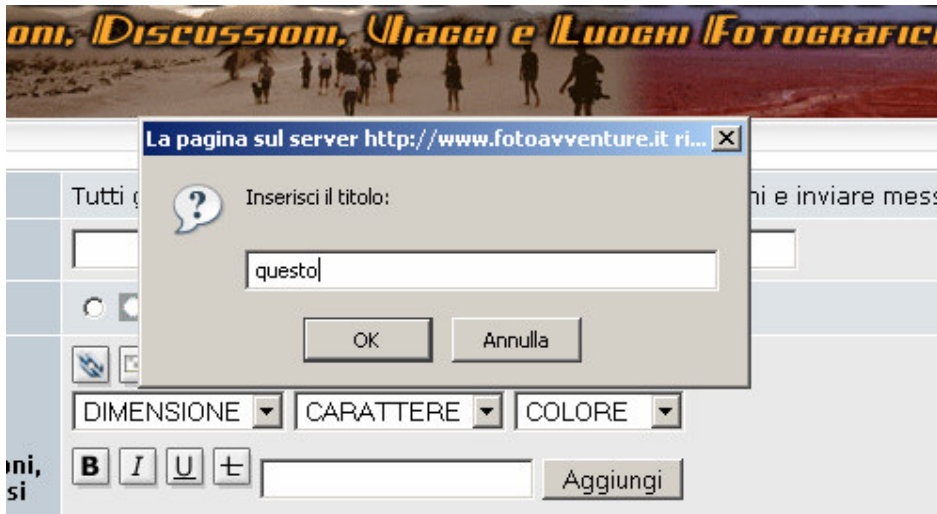 oni, Discussioni, Viaggi e Luoghi Fotografici
La pagina sul server http://www.fotoavventure.it ri...
Tutti
ni e inviare mess
Inserisci il titolo:
questo
OK Annulla
DIMENSIONE CARATTERE COLORE
oni,
si
B I U t
Aggiungi